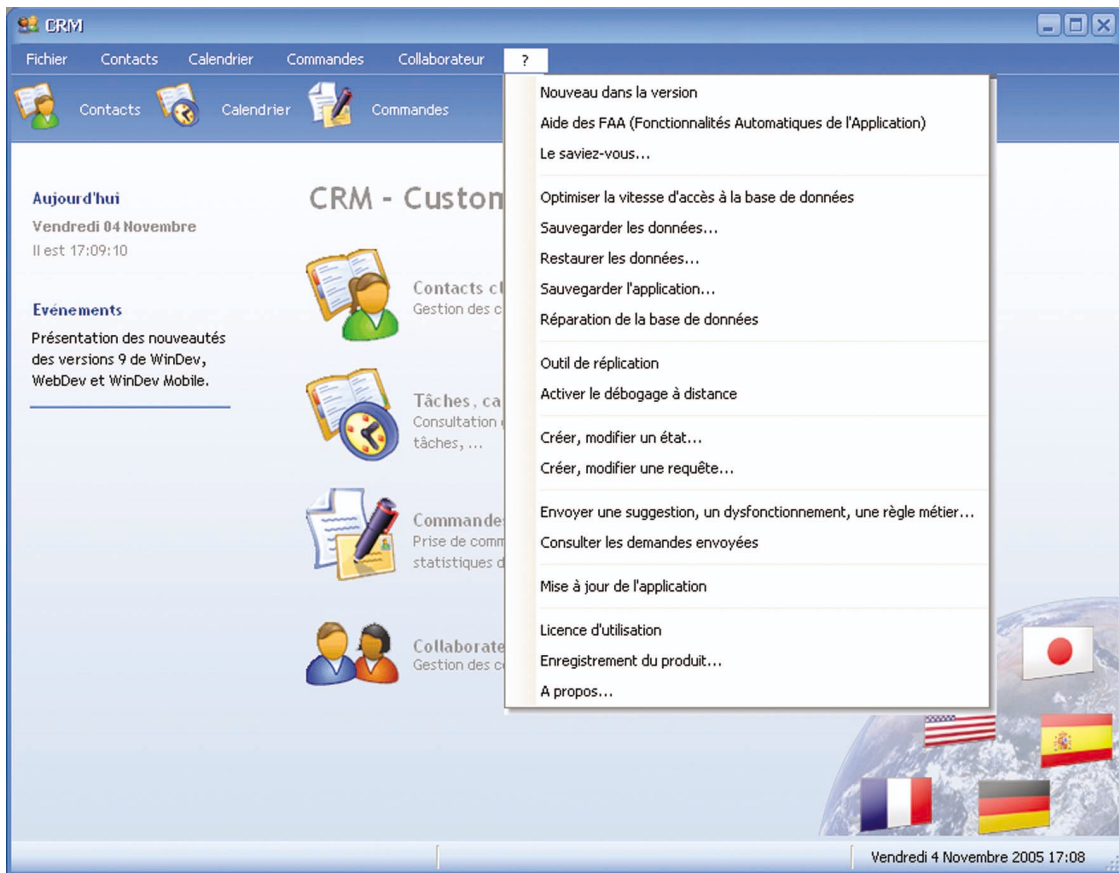 CRM
Fichier Contacts Calendrier Commandes Collaborateur ?
Contacts Calendrier Commandes
Nouveau dans la version
Aide des FAA (Fonctionnalités Automatiques de l'Application)
Le saviez-vous...
Optimiser la vitesse d'accès à la base de données
Sauvegarder les données...
Restaurer les données...
Sauvegarder l'application...
Réparation de la base de données
Outil de réplication
Activer le débogage à distance
Créer, modifier un état...
Créer, modifier une requête...
Envoyer une suggestion, un dysfonctionnement, une règle métier...
Consulter les demandes envoyées
Mise à jour de l'application
Licence d'utilisation
Enregistrement du produit...
A propos...
Aujourd'hui
Vendredi 04 Novembre
Il est 17:09:10
Evénements
Présentation des nouveautés
des versions 9 de WinDev,
WebDev et WinDev Mobile.
CRM - Custom
Contacts
Gestion des
Tâches, ca
Consultation
tâches, ...
Commande
Prise de comm
statistiques d
Collaborate
Gestion des c
Vendredi 4 Novembre 2005 17:08